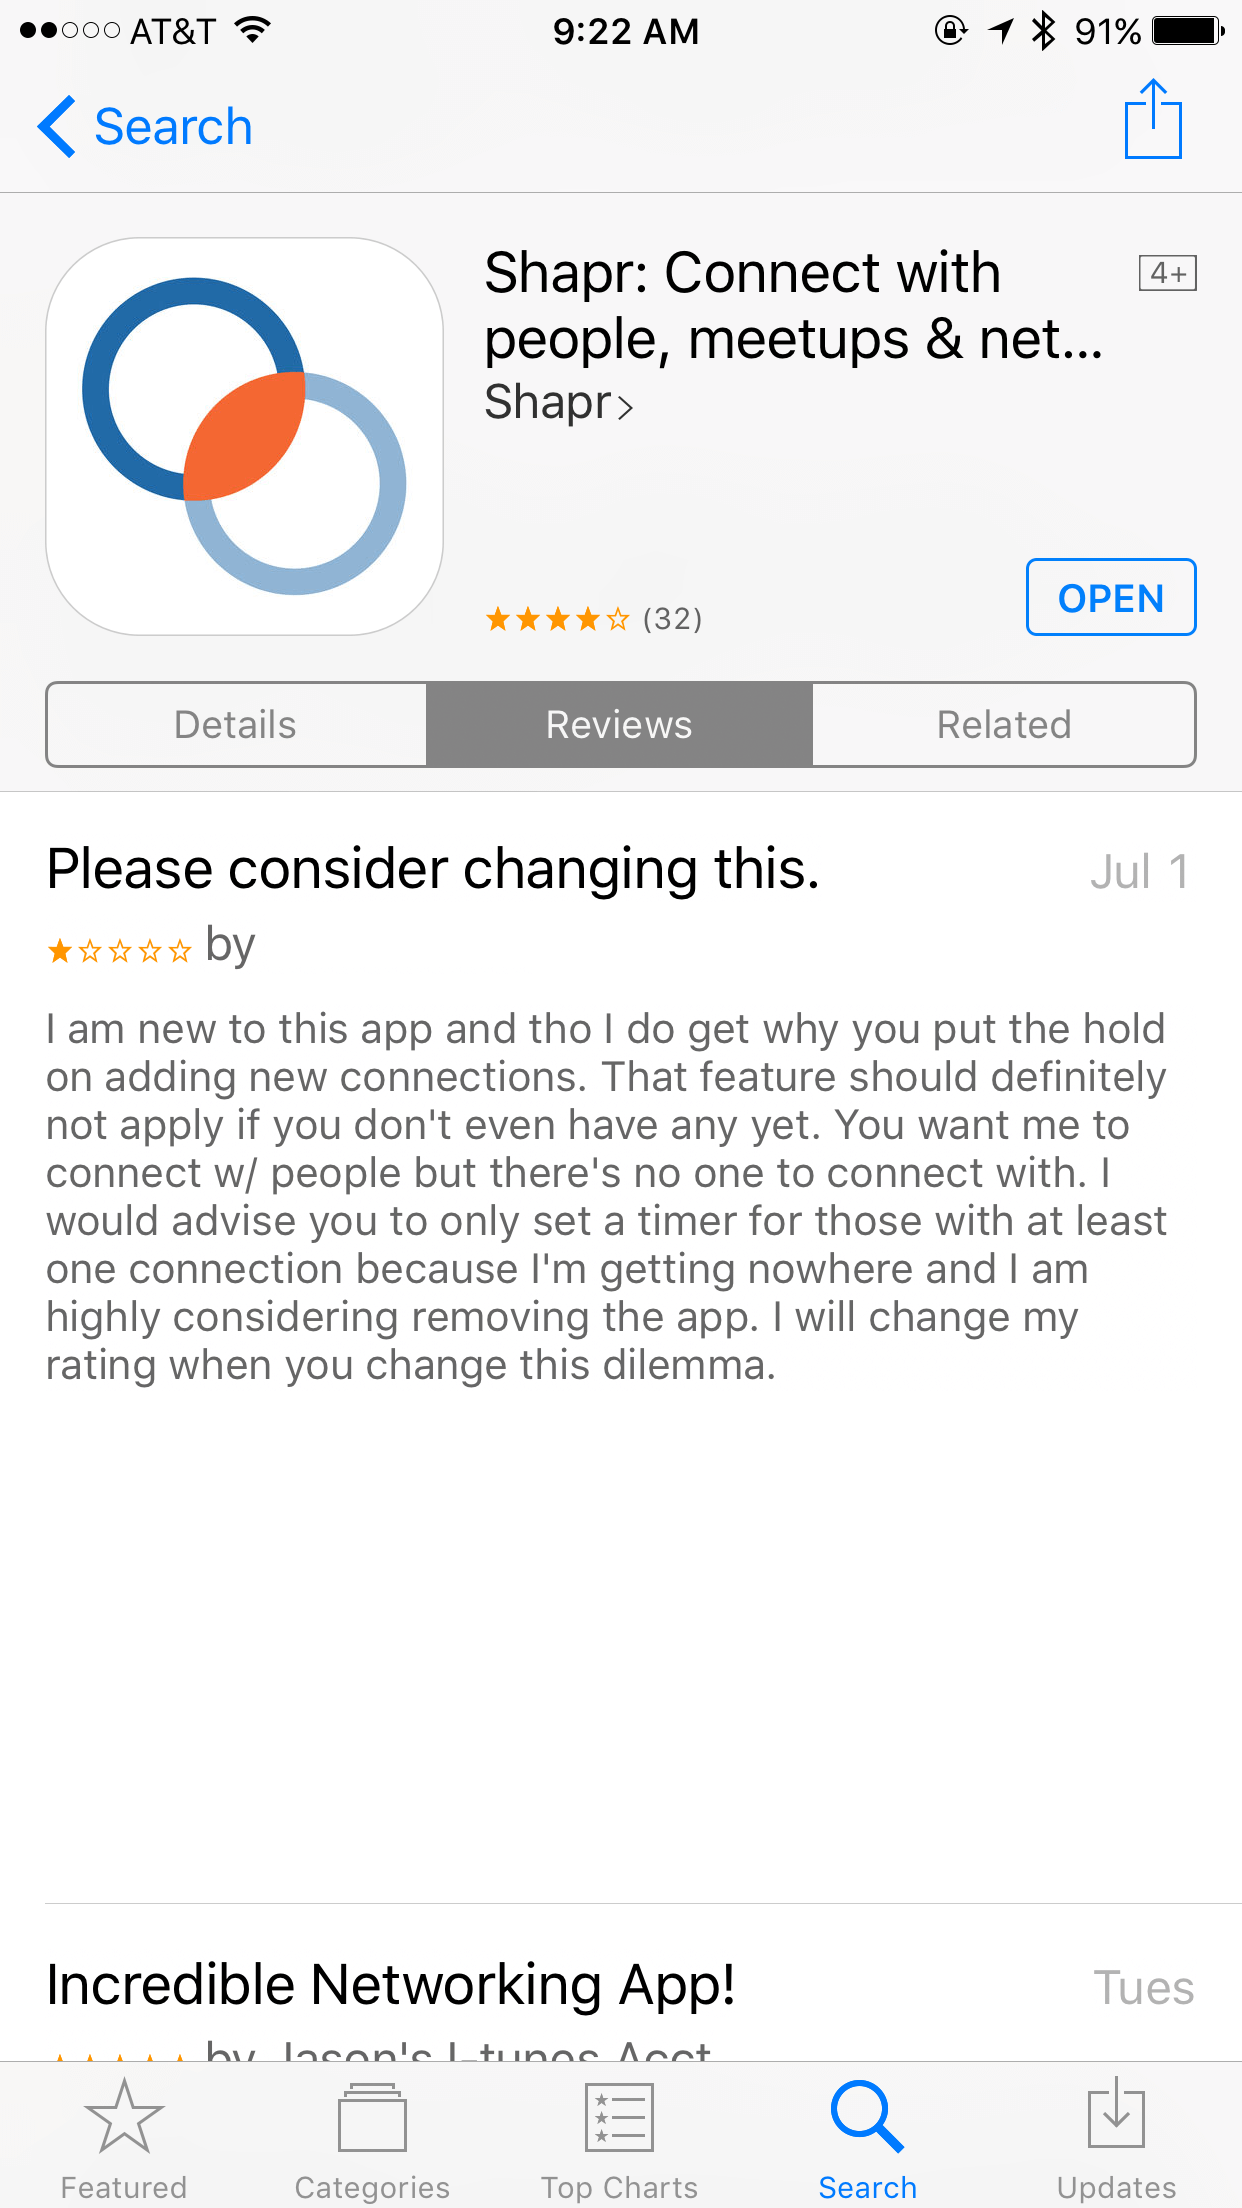 AT&T 9:22 AM 91%
Search
Shapr: Connect with 4+
people, meetups & net...
Shapr
(32) OPEN
Details Reviews Related
Please consider changing this. Jul 1
by
I am new to this app and tho I do get why you put the hold
on adding new connections. That feature should definitely
not apply if you don't even have any yet. You want me to
connect w/ people but there's no one to connect with. I
would advise you to only set a timer for those with at least
one connection because I'm getting nowhere and I am
highly considering removing the app. I will change my
rating when you change this dilemma.
Incredible Networking App! Tues
by Jason's I-tunes Acct
Featured Categories Top Charts Search Updates